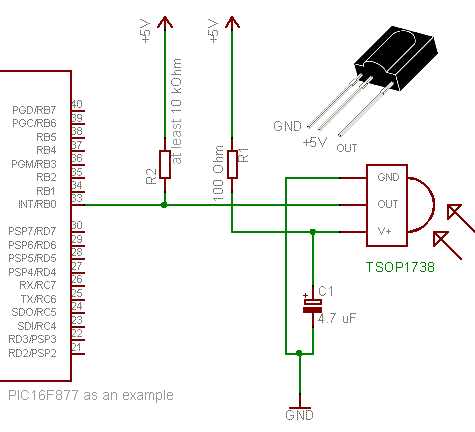 +5V
+5V
at least 10 kOhm
R2
100 Ohm
R1
GND
+5V
OUT
PGD/RB7 40
PGC/RB6 39
RB5 38
RB4 37
PGM/RB3 36
RB2 35
RB1 34
INT/RB0 33
PSP7/RD7 30
PSP6/RD6 29
PSP5/RD5 28
PSP4/RD4 27
RX/RC7 26
TX/RC6 25
SDO/RC5 24
SDI/RC4 23
RD3/PSP3 22
RD2/PSP2 21
GND
OUT
V+
TSOP1738
+
C1
4.7 uF
GND
PIC16F877 as an example